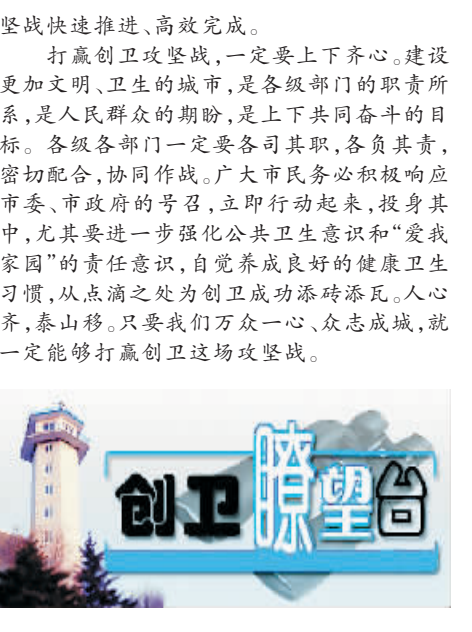 坚战快速推进、高效完成。
打赢创卫攻坚战，一定要上下齐心。建设
更加文明、卫生的城市，是各级部门的职责所
系，是人民群众的期盼，是上下共同奋斗的目
标。各级各部门一定要各司其职，各负其责，
密切配合，协同作战。广大市民务必积极响应
市委、市政府的号召，立即行动起来，投身其
中，尤其要进一步强化公共卫生意识和“爱我
家园”的责任意识，自觉养成良好的健康卫生
习惯，从点滴之处为创卫成功添砖添瓦。人心
齐，泰山移。只要我们万众一心、众志成城，就
一定能够打赢创卫这场攻坚战。
创卫瞭望台